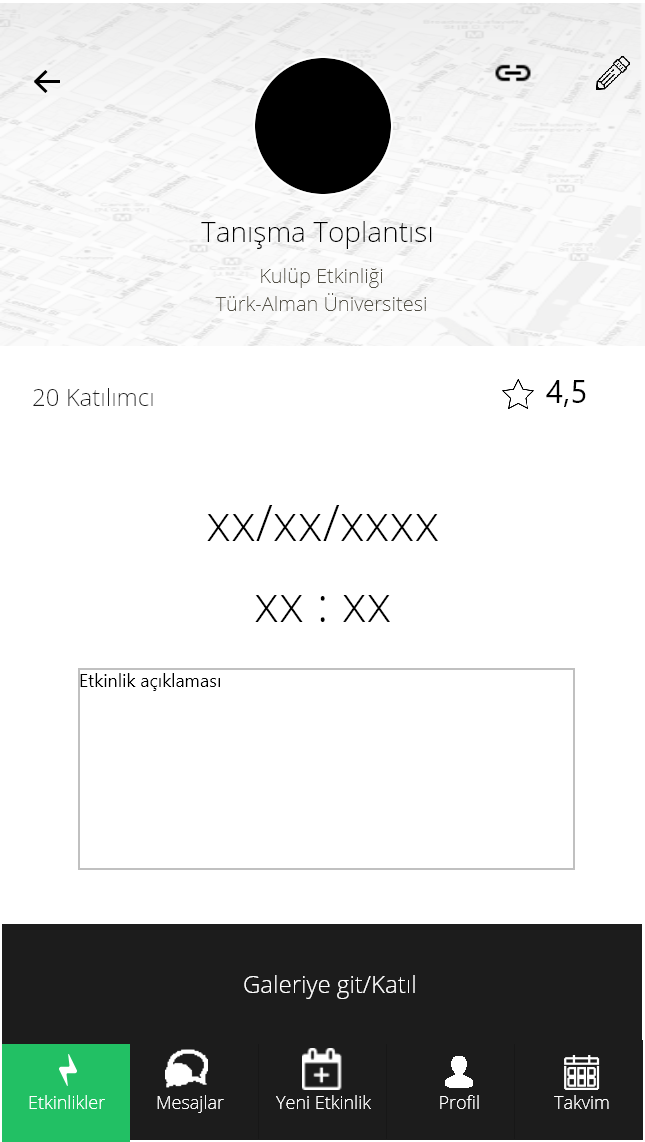 Tanışma Toplantısı
Kulüp Etkinliği
Türk-Alman Üniversitesi
20 Katılımcı
4,5
xx/xx/xxxx
xx : xx
Etkinlik açıklaması
Galeriye git/Katıl
Etkinlikler
Mesajlar
Yeni Etkinlik
Profil
Takvim